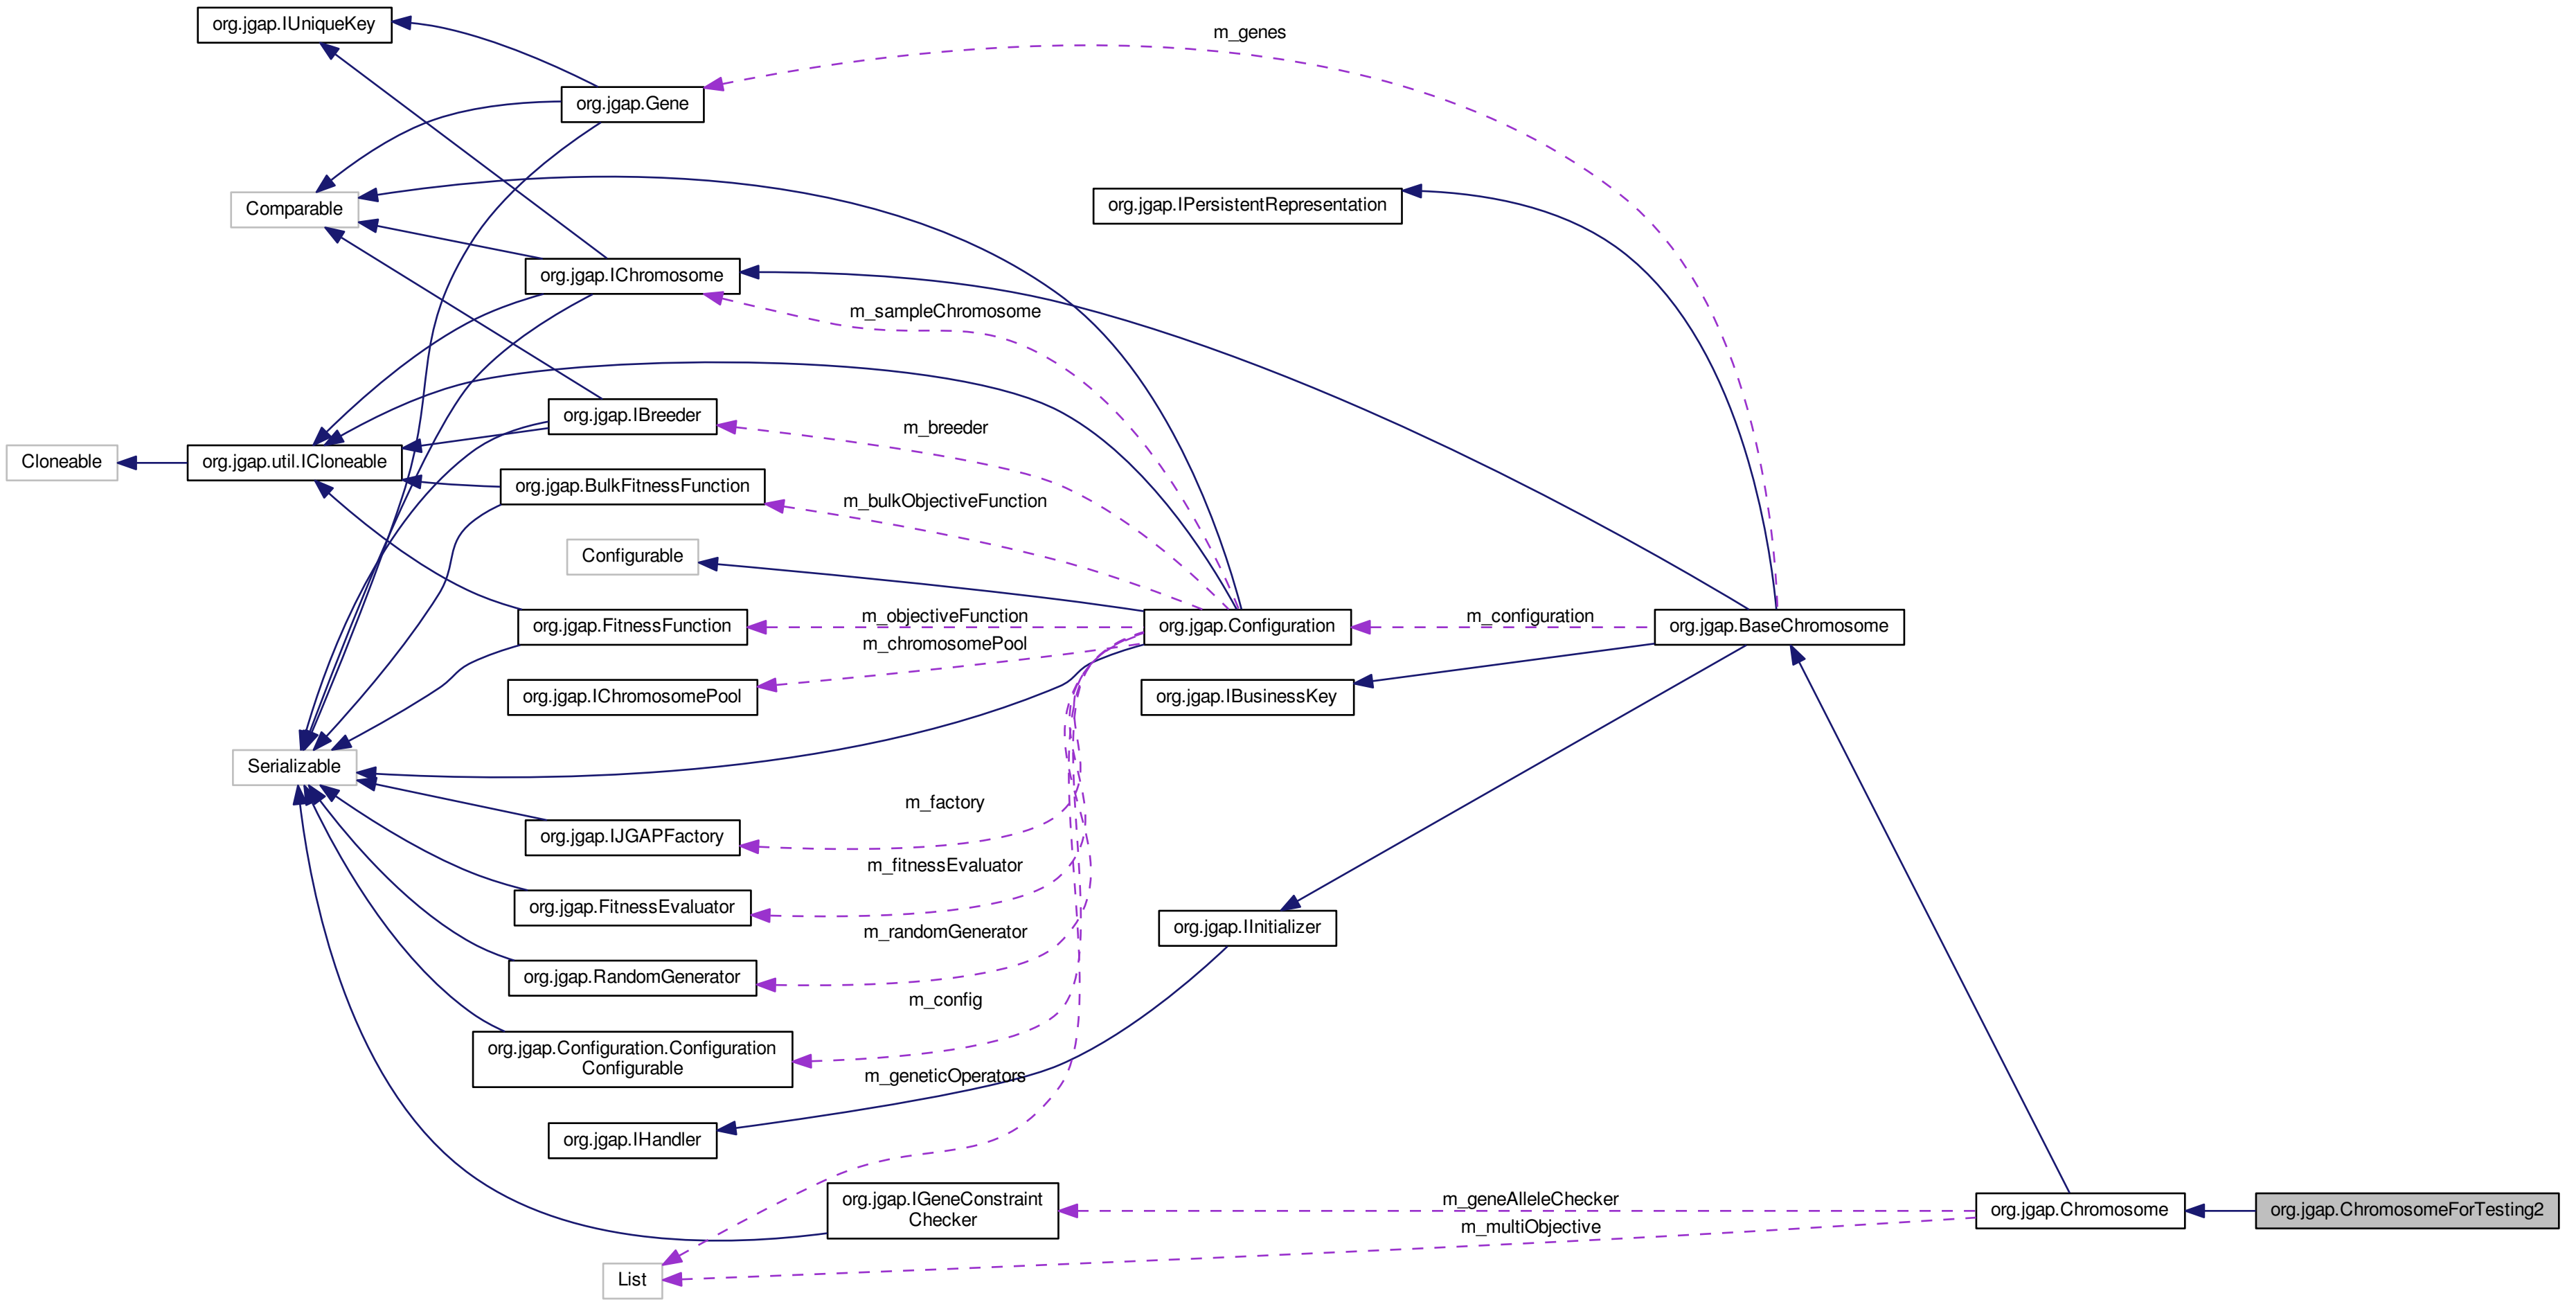 org.jgap.IUniqueKey
m_genes
org.jgap.Gene
Comparable
org.jgap.IPersistentRepresentation
org.jgap.IChromosome
m_sampleChromosome
org.jgap.IBreeder
m_breeder
Cloneable
org.jgap.util.ICloneable
org.jgap.BulkFitnessFunction
m_bulkObjectiveFunction
Configurable
org.jgap.FitnessFunction
m_objectiveFunction
org.jgap.Configuration
m_configuration
org.jgap.BaseChromosome
m_chromosomePool
org.jgap.IChromosomePool
org.jgap.IBusinessKey
Serializable
m_factory
org.jgap.IJGAPFactory
m_fitnessEvaluator
org.jgap.FitnessEvaluator
org.jgap.IInitializer
m_randomGenerator
org.jgap.RandomGenerator
m_config
org.jgap.Configuration.Configuration
Configurable
m_geneticOperators
org.jgap.IHandler
org.jgap.IGeneConstraint
Checker
m_geneAlleleChecker
org.jgap.Chromosome
org.jgap.ChromosomeForTesting2
m_multiObjective
List